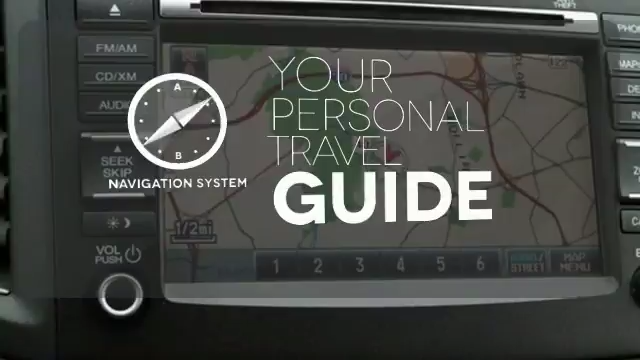 THEFT
FM/AM
CD/XM
AUDIO
SEEK
SKIP
VOL
PUSH
A
B
NAVIGATION SYSTEM
YOUR
PERSONAL
TRAVEL
GUIDE
1/2mi
1 2 3 4 5 6
STREET
MAP
MENU